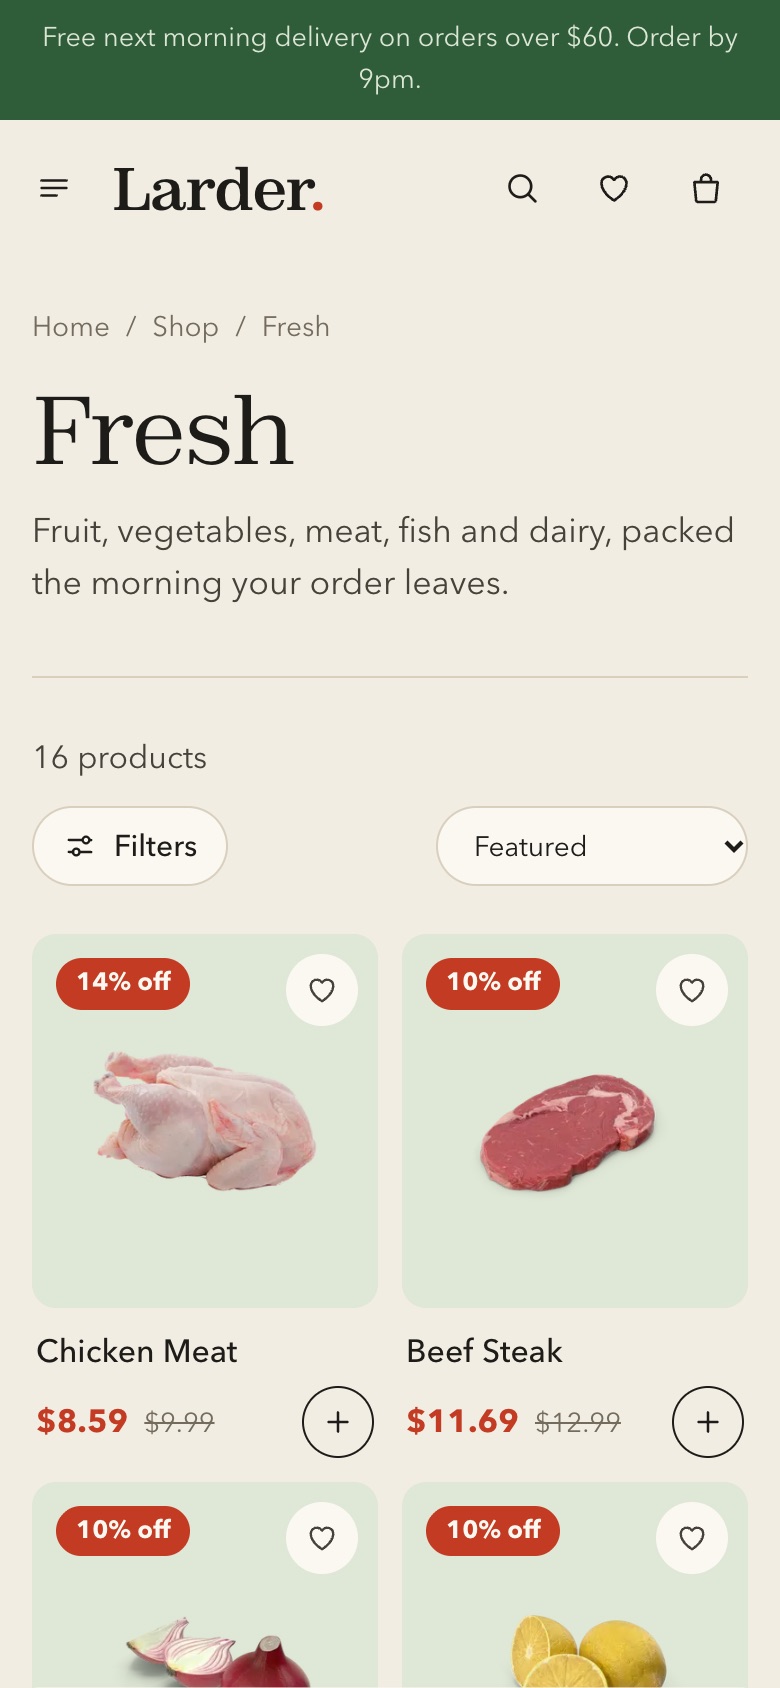 Free next morning delivery on orders over $60. Order by
9pm.
Larder.
Home / Shop / Fresh
Fresh
Fruit, vegetables, meat, fish and dairy, packed
the morning your order leaves.
16 products
Filters
Featured
14% off
10% off
Chicken Meat
Beef Steak
$8.59 $9.99
$11.69 $12.99
10% off
10% off